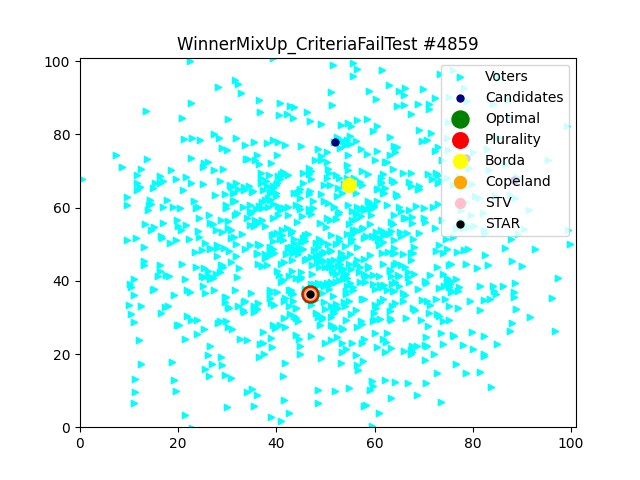 WinnerMixUp_CriteriaFailTest #4859
100
80
60
40
20
0
0
20
40
60
80
100
Voters
Candidates
Optimal
Plurality
Borda
Copeland
STV
STAR